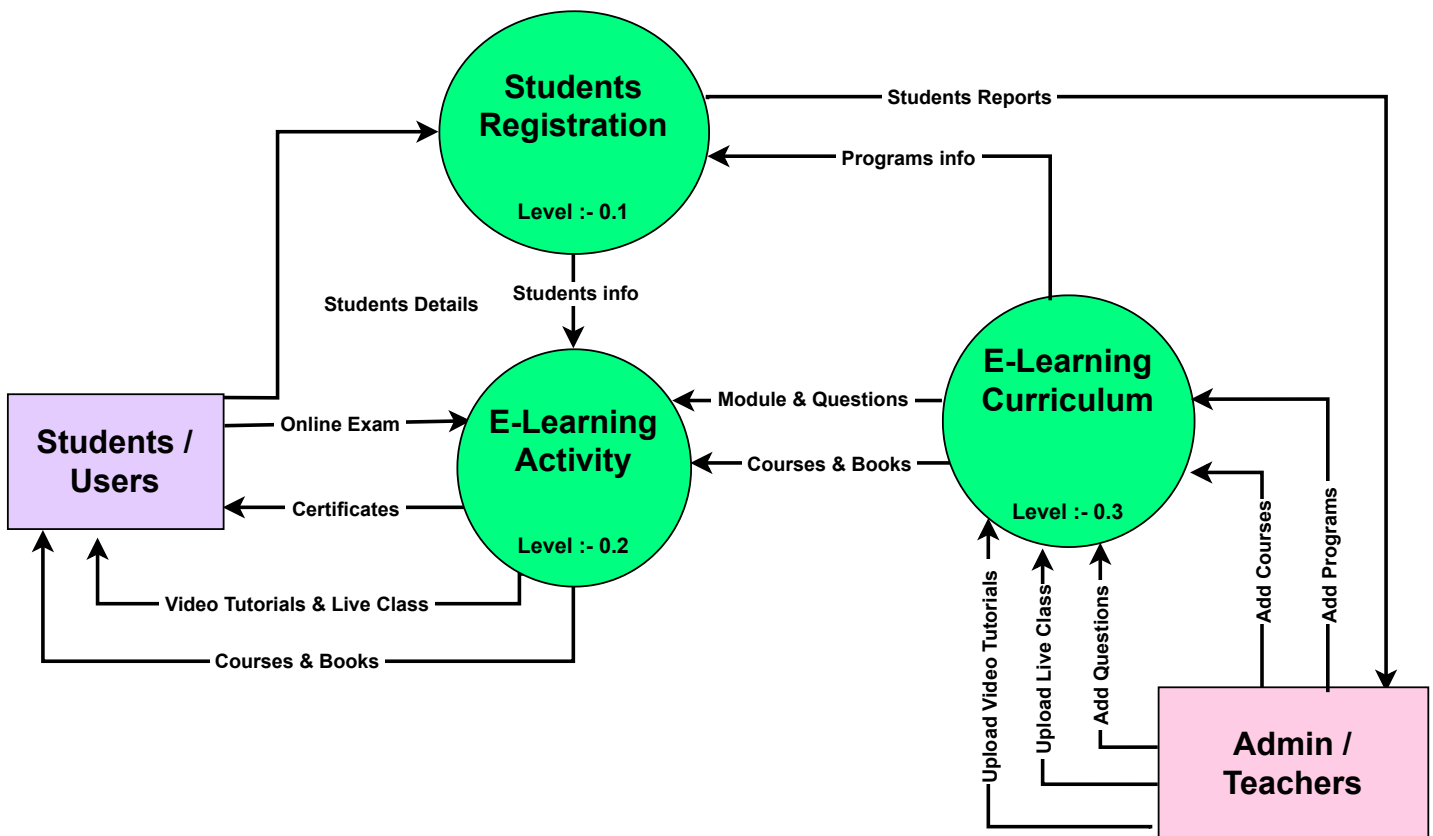 Students
Registration
Level :- 0.1
Students Reports
Programs info
Students Details
Students info
E-Learning
Curriculum
Level :- 0.3
Module & Questions
Courses & Books
Students /
Users
Online Exam
E-Learning
Activity
Level :- 0.2
Certificates
Video Tutorials & Live Class
Courses & Books
Upload Video Tutorials
Upload Live Class
Add Questions
Add Courses
Add Programs
Admin /
Teachers